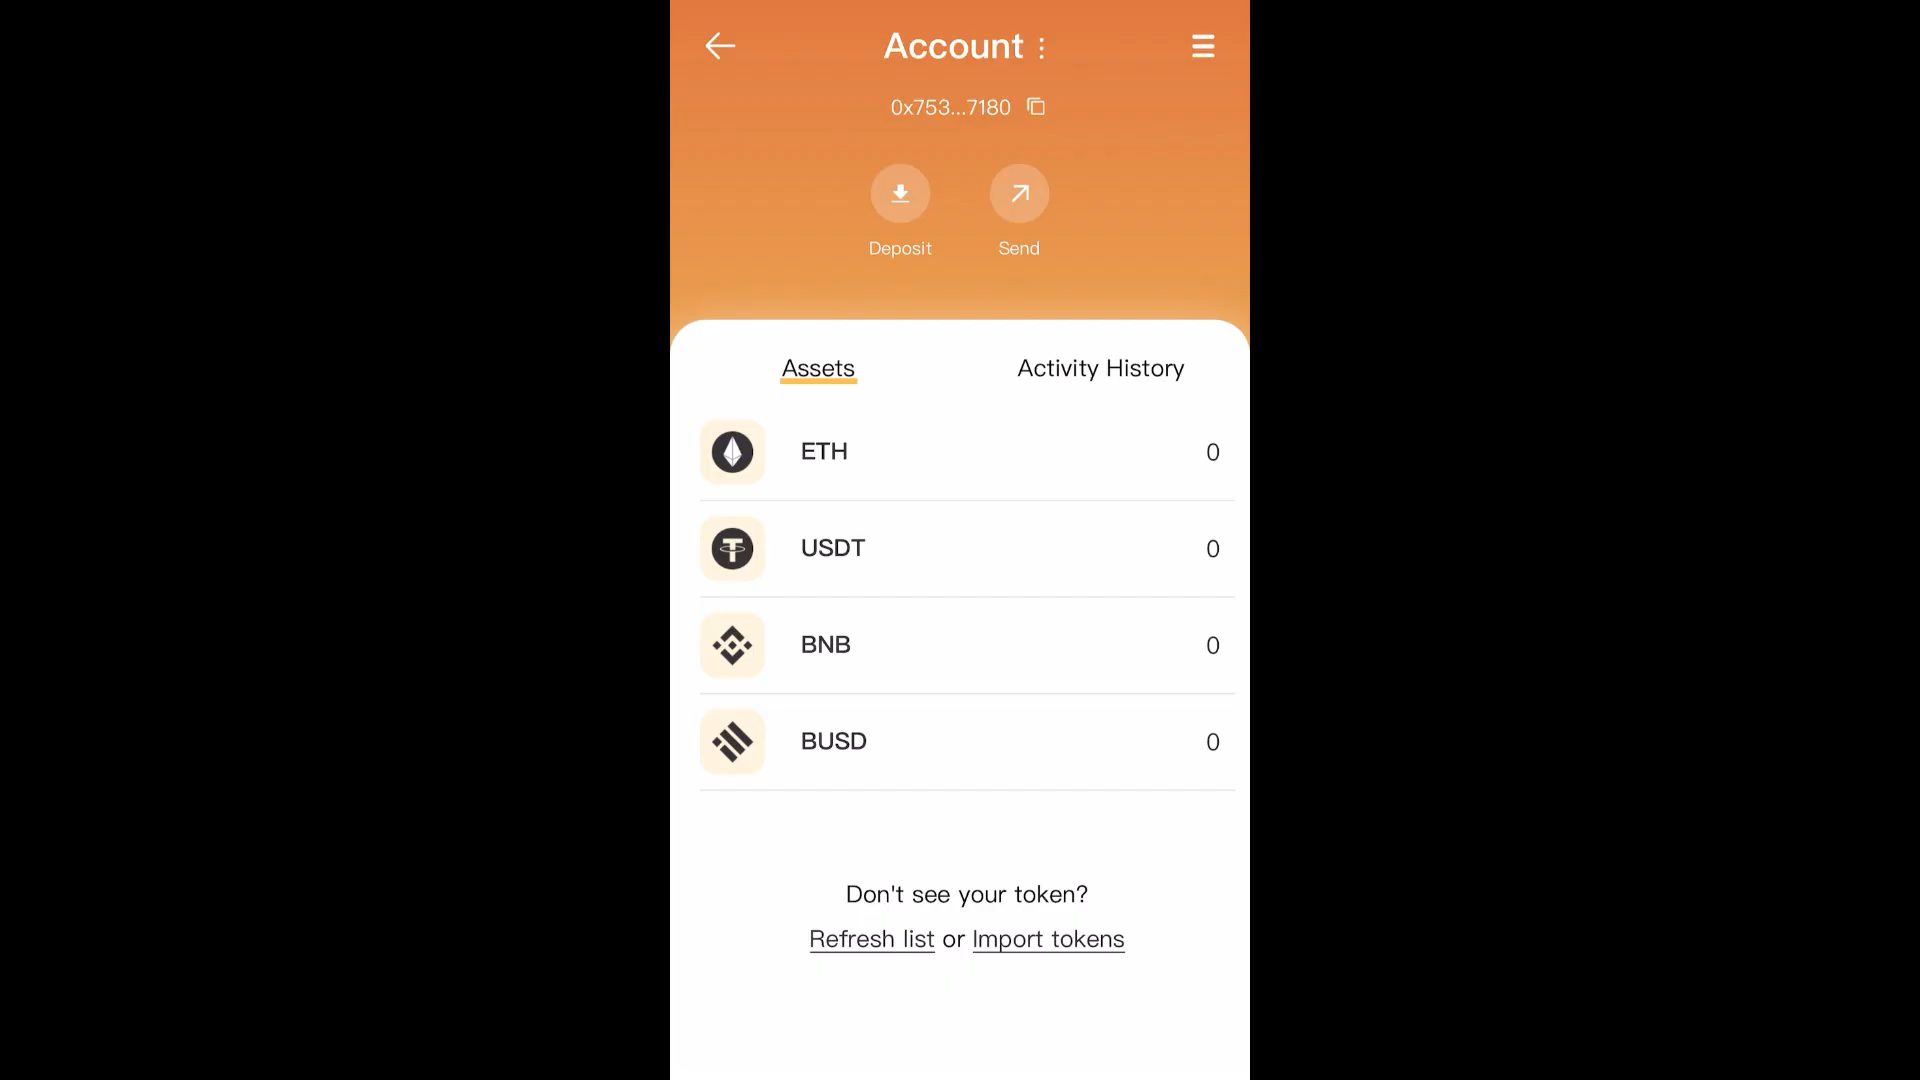 Account
0x753...7180
Deposit Send
Assets Activity History
ETH 0
USDT 0
BNB 0
BUSD 0
Don't see your token?
Refresh list or Import tokens